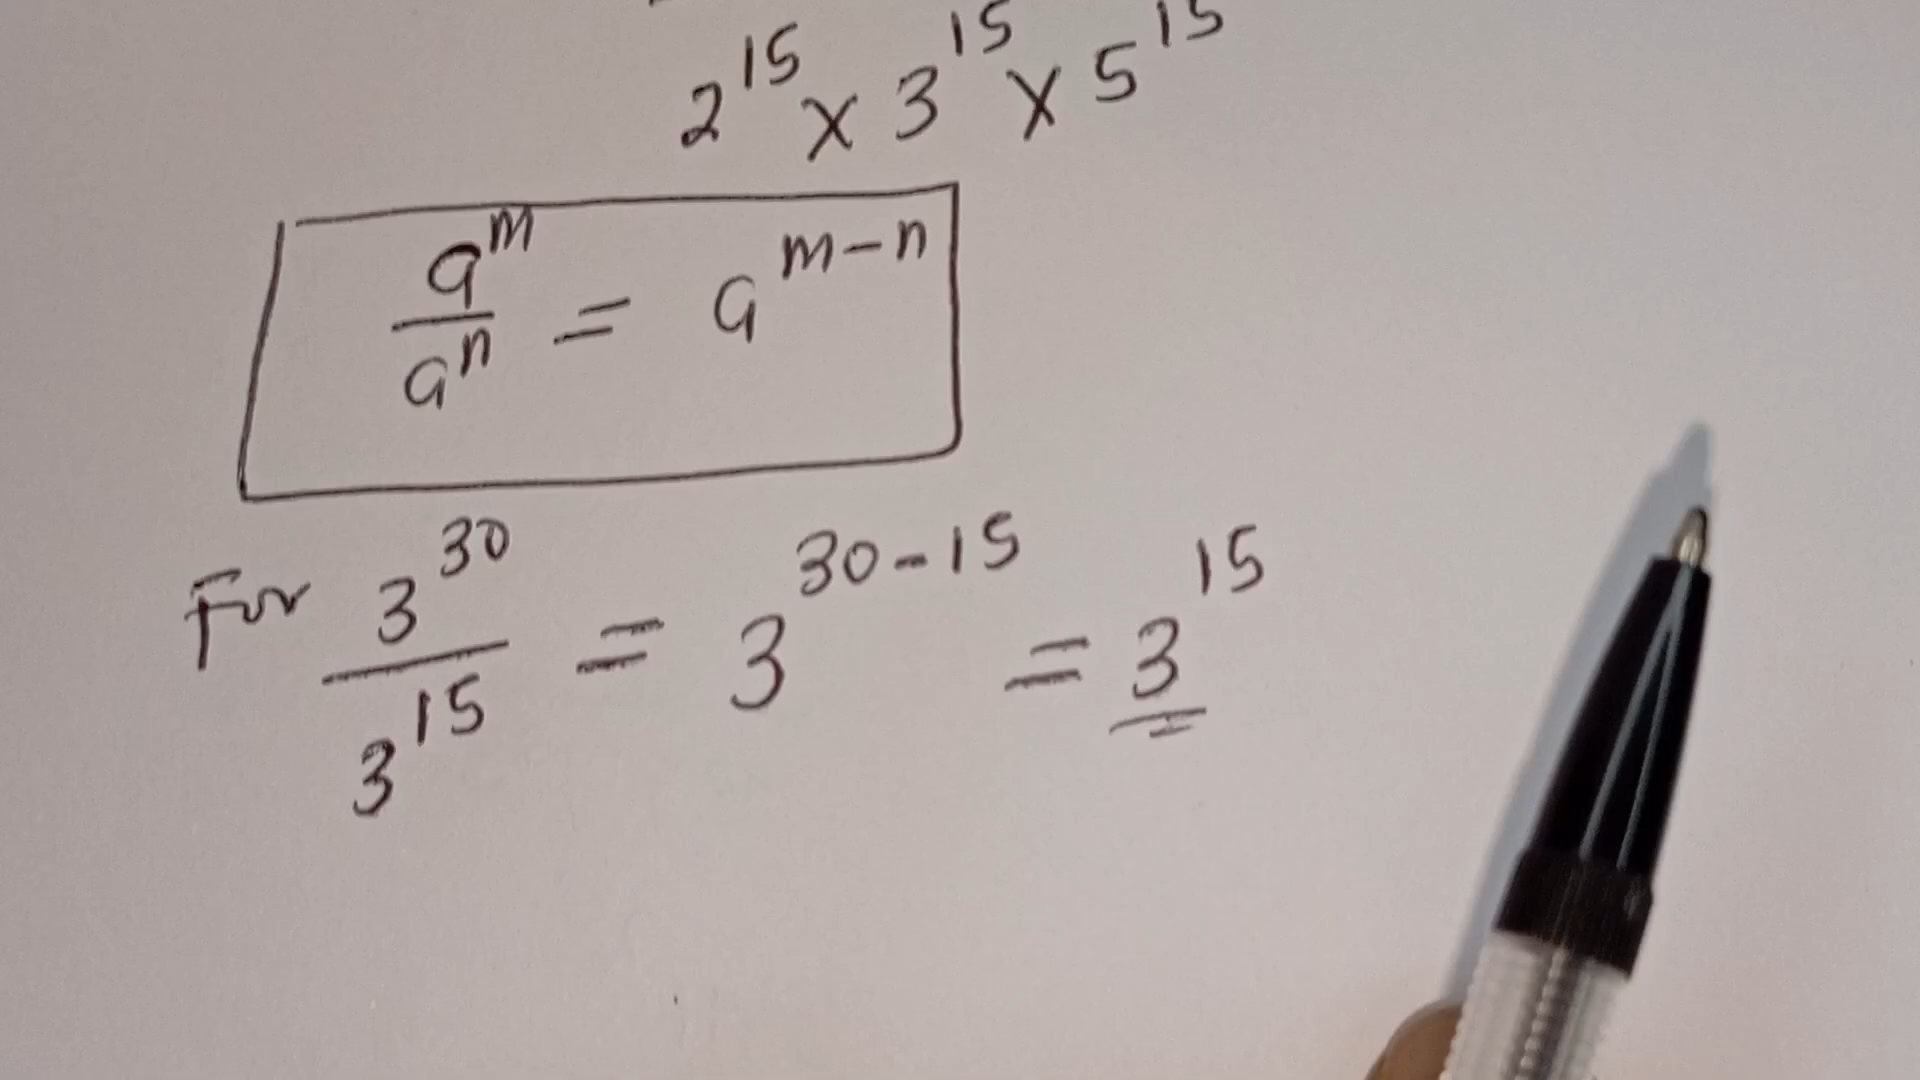 2^15 × 3^15 × 5^15
a^m / a^n = a^m-n
For 3^30 / 3^15 = 3^30-15 = 3^15